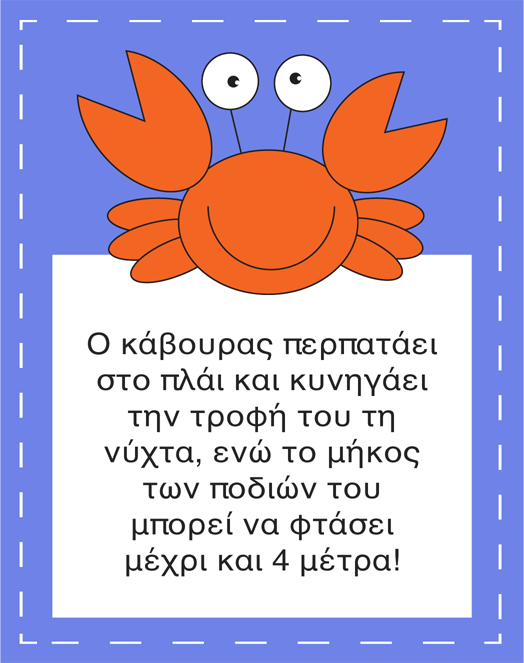 Ο κάβουρας περπατάει
στο πλάι και κυνηγάει
την τροφή του τη
νύχτα, ενώ το μήκος
των ποδιών του
μπορεί να φτάσει
μέχρι και 4 μέτρα!